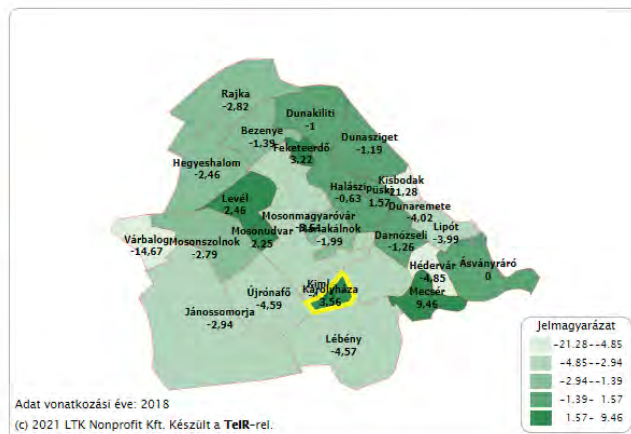 Rajka
-2,82
Dunakiliti
-1
Bezenye
-1,39
Feketeerdő
3,22
Dunasziget
-1,19
Hegyeshalom
-2,46
Kisbodak
-21,28
Halászi
-0,63
Püski
1,57
Levél
2,46
Dunaremete
-4,02
Mosonmagyaróvár
Máriakálnok
-1,99
Lipót
-3,99
Várbalog
-14,67
Mosonszolnok
-2,79
Mosonudvar
2,25
Darnózseli
-1,26
Hédervár
-4,85
Ásványráró
0
Mecsér
9,46
Újrónafő
-4,59
Károlyháza
3,56
Jánossomorja
-2,94
Lébény
-4,57
Jelmagyarázat
-21.28--4.85
-4.85--2.94
-2.94--1.39
-1.39- 1.57
1.57- 9.46
Adat vonatkozási éve: 2018
(c) 2021 LTK Nonprofit Kft. Készült a TeIR-rel.